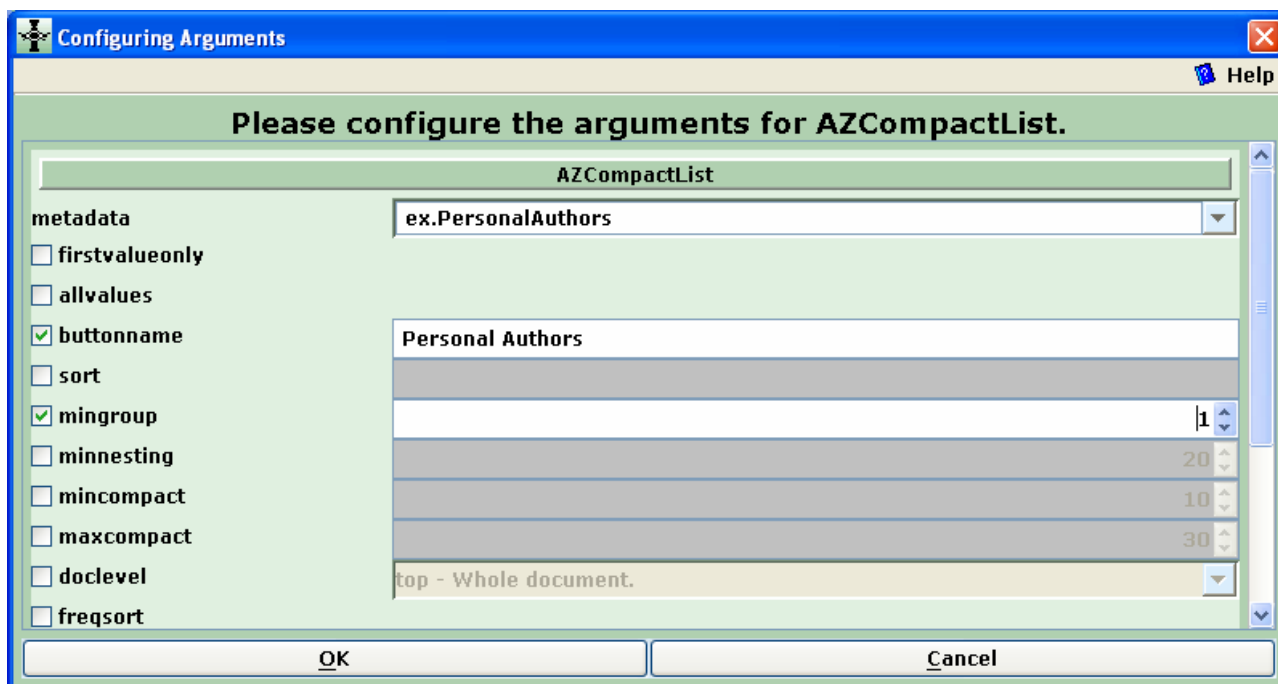 Configuring Arguments
Help
Please configure the arguments for AZCompactList.
AZCompactList
metadata ex.PersonalAuthors
firstvalueonly
allvalues
buttonname Personal Authors
sort
mingroup 1
minnesting 20
mincompact 10
maxcompact 30
doclevel top - Whole document.
freqsort
OK Cancel